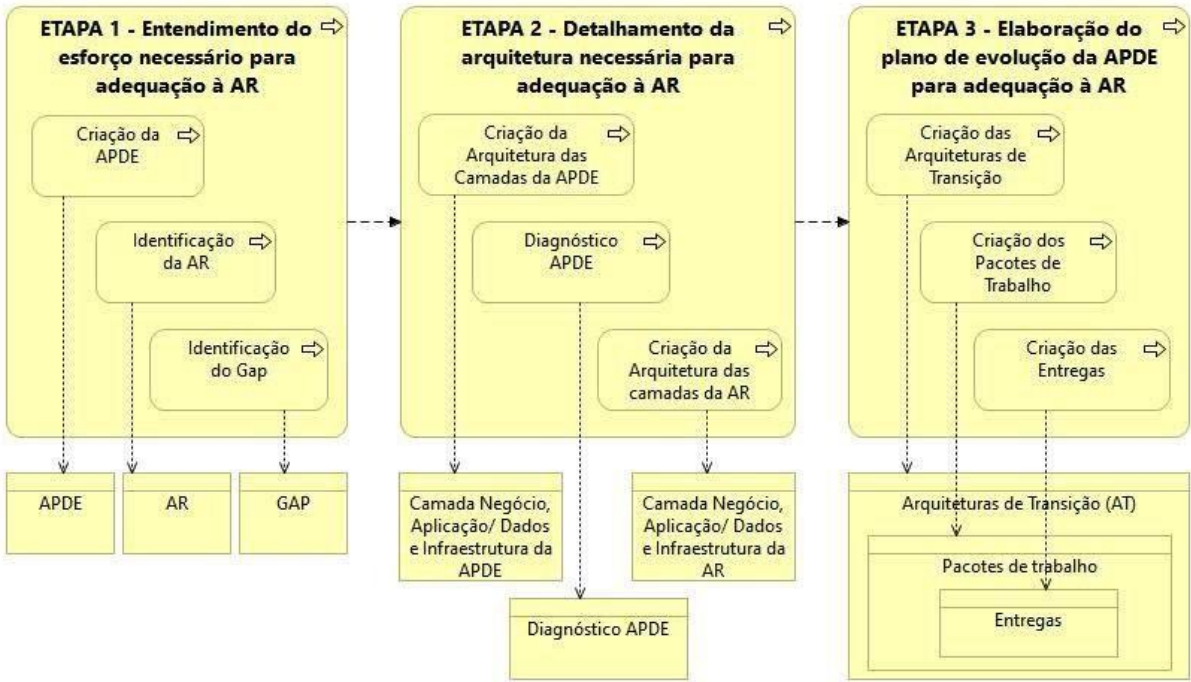 ETAPA 1 - Entendimento do
esforço necessário para
adequação à AR
Criação da
APDE
Identificação
da AR
Identificação
do Gap
APDE
AR
GAP
ETAPA 2 - Detalhamento da
arquitetura necessária para
adequação à AR
Criação da
Arquitetura das
Camadas da APDE
Diagnóstico
APDE
Criação da
Arquitetura das
camadas da AR
Camada Negócio,
Aplicação/ Dados
e Infraestrutura da
APDE
Camada Negócio,
Aplicação/ Dados
e Infraestrutura da
AR
Diagnóstico APDE
ETAPA 3 - Elaboração do
plano de evolução da APDE
para adequação à AR
Criação das
Arquiteturas de
Transição
Criação dos
Pacotes de
Trabalho
Criação das
Entregas
Arquiteturas de Transição (AT)
Pacotes de trabalho
Entregas